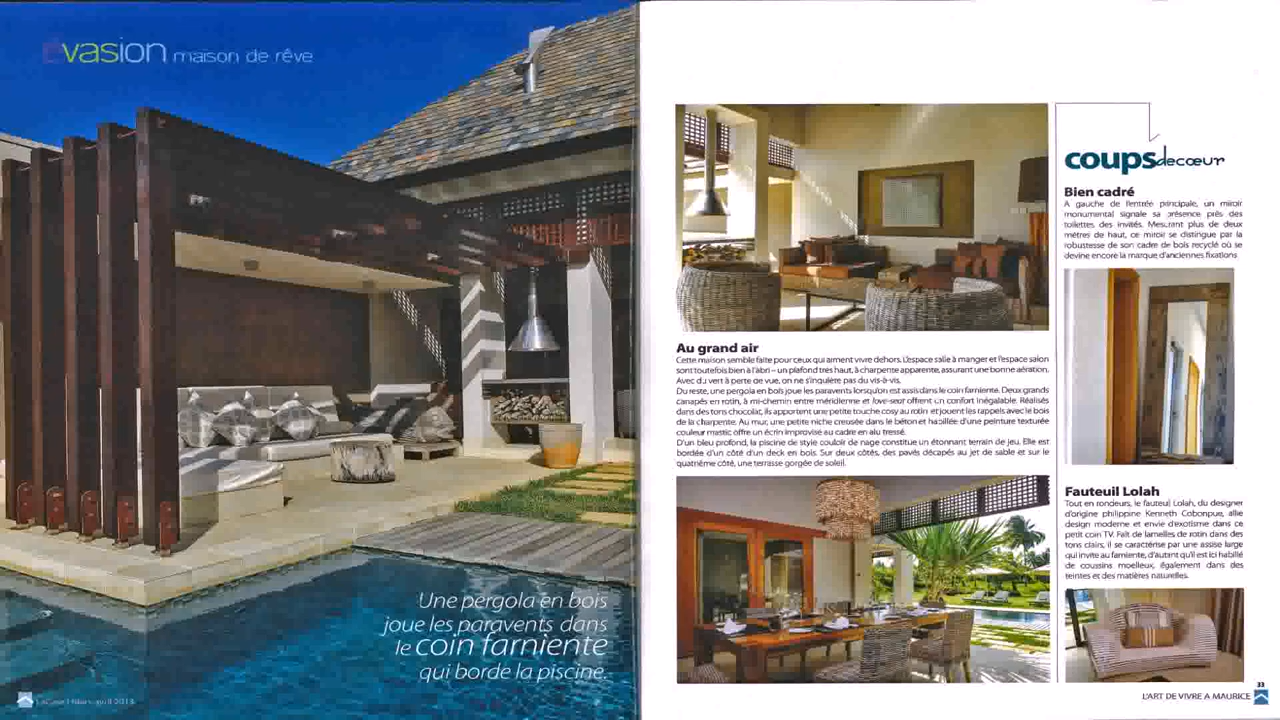 évasion maison de rêve
Une pergola en bois
joue les paravents dans
le coin farniente
qui borde la piscine.
Au grand air
Cette maison semble faite pour ceux qui aiment vivre dehors. L'espace salle à manger et l'espace salon
sont toutefois bien à l'abri – un plafond très haut, à charpente apparente, assurant une bonne aération.
Avec du vert à perte de vue, on ne s'inquiète pas du vis-à-vis.
Du reste, une pergola en bois joue les paravents lorsqu'on est assis dans le coin farniente. Deux grands
canapés en rotin, à mi-chemin entre méridienne et love-seat offrent un confort inégalable. Réalisés
dans des tons chocolat, ils apportent une petite touche cosy au rotin et jouent les rappels avec le bois
de la charpente. Au mur, une petite niche creusée dans le béton et habillée d'une peinture texturée
couleur mastic offre un écrin improvisé au cadre en alu tressé.
D'un bleu profond, la piscine de style couloir de nage constitue un étonnant terrain de jeu. Elle est
bordée d'un côté d'un deck en bois. Sur deux côtés, des pavés décapés au jet de sable et sur le
quatrième côté, une terrasse gorgée de soleil.
coups de cœur
Bien cadré
A gauche de l'entrée principale, un miroir
monumental signale sa présence près des
toilettes des invités. Mesurant plus de deux
mètres de haut, ce miroir se distingue par la
robustesse de son cadre de bois recyclé où se
devine encore la marque d'anciennes fixations
Fauteuil Lolah
Tout en rondeurs, le fauteuil Lolah, du designer
d'origine philippine Kenneth Cobonpue, allie
design moderne et envie d'exotisme dans ce
petit coin TV. Fait de lamelles de rotin dans des
tons clairs, il se caractérise par une assise large
qui invite au farniente, d'autant qu'il est ici habillé
de coussins moelleux, également dans des
teintes et des matières naturelles.
33
L'ART DE VIVRE A MAURICE